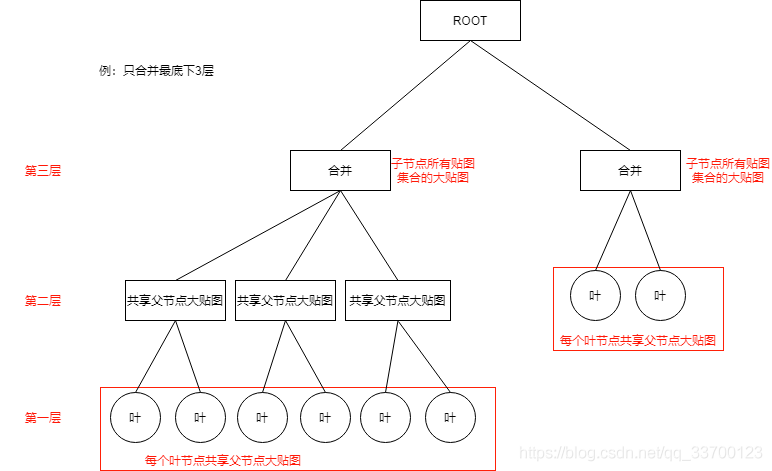 ROOT
例：只合并最底下3层
第三层
合并
子节点所有贴图
集合的大贴图
合并
子节点所有贴图
集合的大贴图
第二层
共享父节点大贴图
共享父节点大贴图
共享父节点大贴图
叶
叶
每个叶节点共享父节点大贴图
第一层
叶
叶
叶
叶
叶
叶
每个叶节点共享父节点大贴图
https://blog.csdn.net/qq_33700123